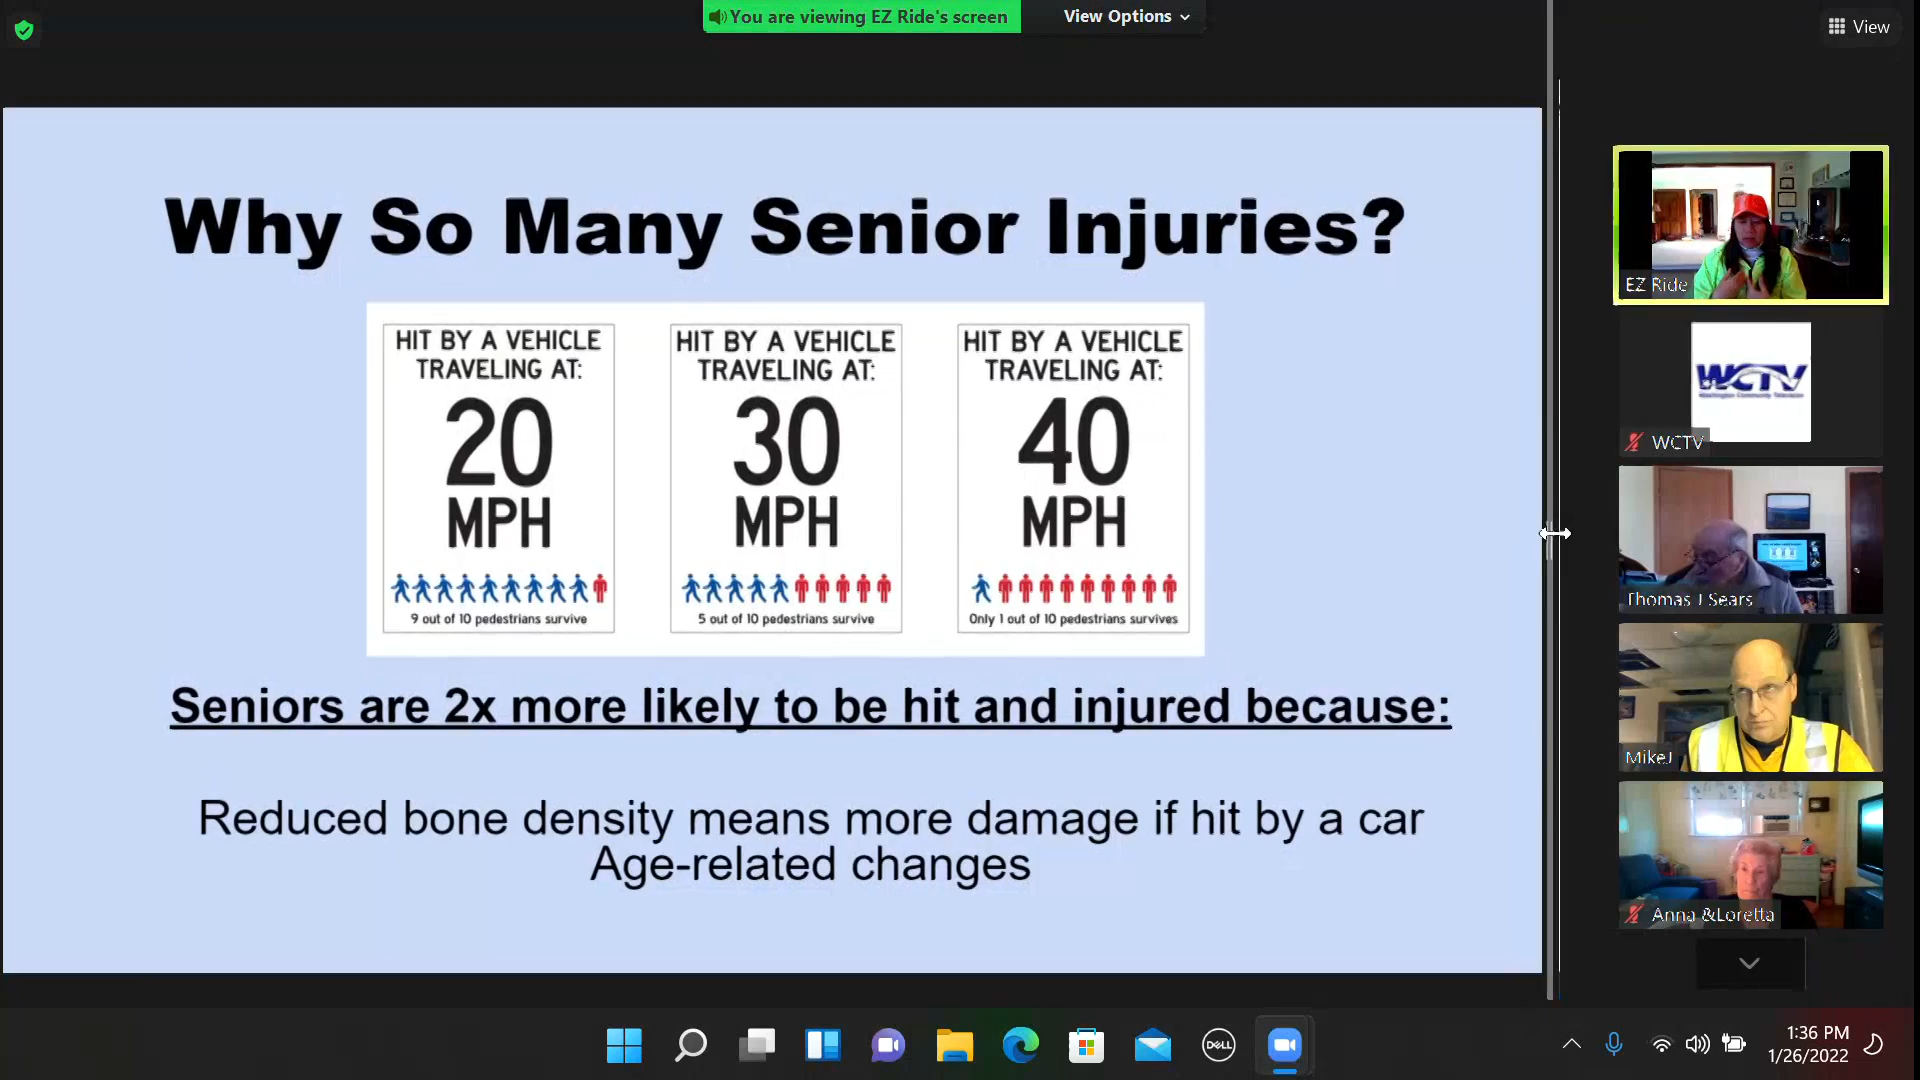 You are viewing EZ Ride's screen
View Options
View
Why So Many Senior Injuries?
HIT BY A VEHICLE
TRAVELING AT:
20
MPH
9 out of 10 pedestrians survive
HIT BY A VEHICLE
TRAVELING AT:
30
MPH
5 out of 10 pedestrians survive
HIT BY A VEHICLE
TRAVELING AT:
40
MPH
Only 1 out of 10 pedestrians survives
Seniors are 2x more likely to be hit and injured because:
Reduced bone density means more damage if hit by a car
Age-related changes
EZ Ride
WCTV
Washington Community Television
WCTV
Thomas J Sears
MikeJ
Anna &Loretta
DELL
1:36 PM
1/26/2022